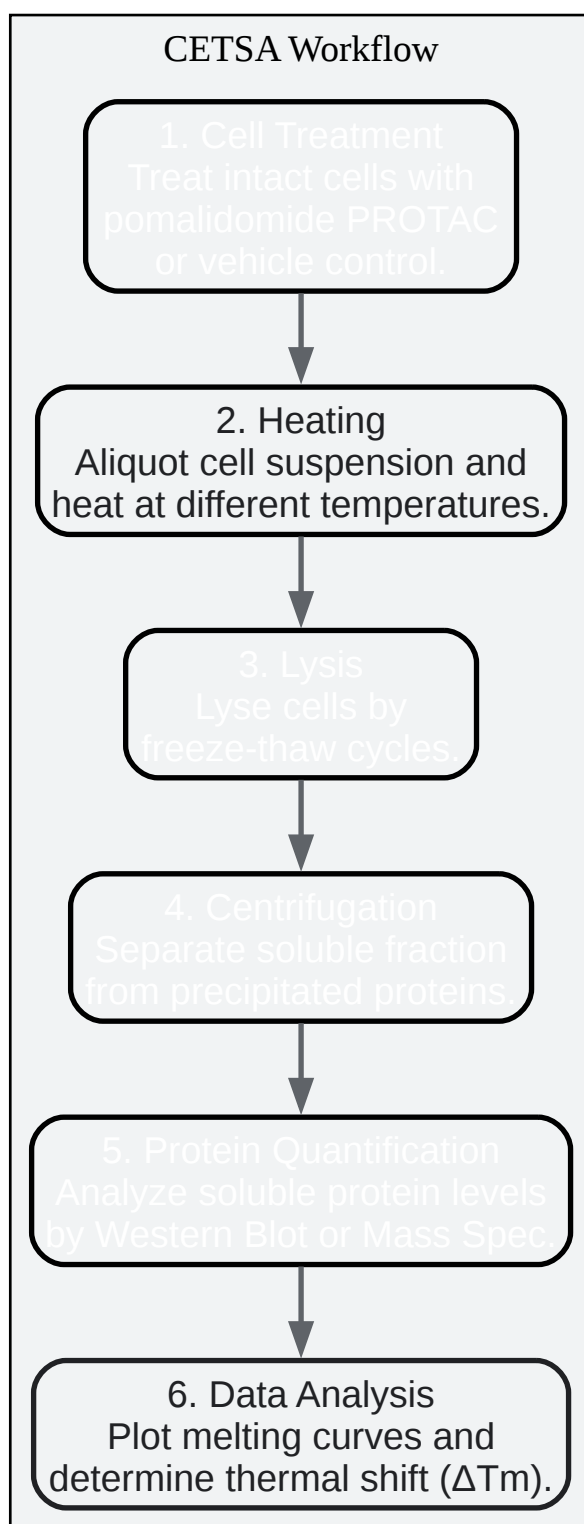 CETSA Workflow
1. Cell Treatment
Treat intact cells with
pomalidomide PROTAC
or vehicle control.
2. Heating
Aliquot cell suspension and
heat at different temperatures.
3. Lysis
Lyse cells by
freeze-thaw cycles.
4. Centrifugation
Separate soluble fraction
from precipitated proteins.
5. Protein Quantification
Analyze soluble protein levels
by Western Blot or Mass Spec.
6. Data Analysis
Plot melting curves and
determine thermal shift (ΔTm).